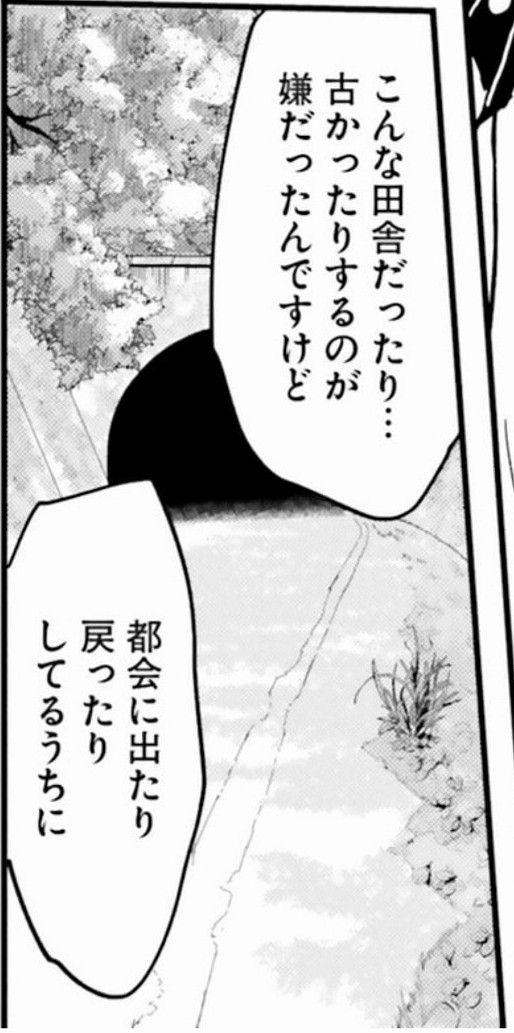 こんな田舎だったり…
古かったりするのが
嫌だったんですけど
都会に出たり
戻ったり
してるうちに